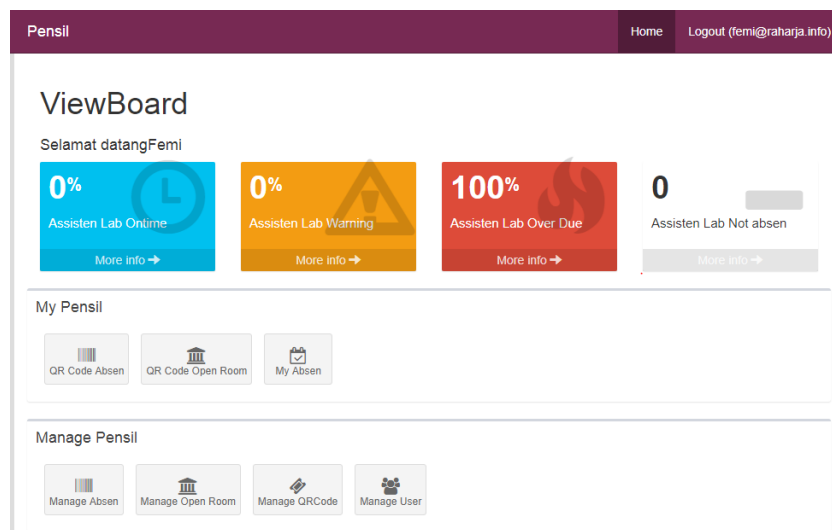 Pensil Home Logout (femi@raharja.info)
ViewBoard
Selamat datangFemi
0% 0% 100% 0
Assisten Lab Ontime Assisten Lab Warning Assisten Lab Over Due Assisten Lab Not absen
More info More info More info More info
My Pensil
QR Code Absen QR Code Open Room My Absen
Manage Pensil
Manage Absen Manage Open Room Manage QRCode Manage User